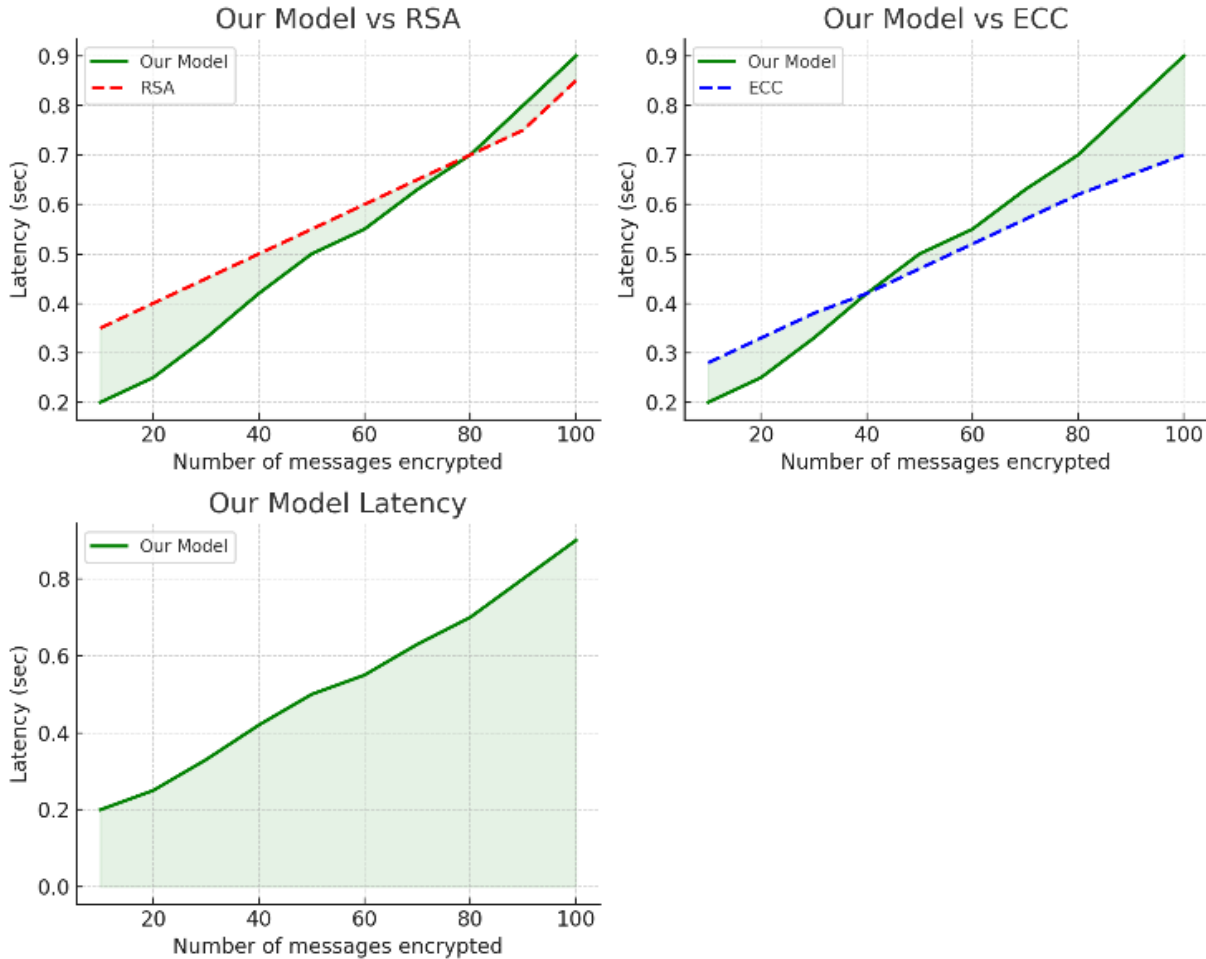 Our Model vs RSA
Our Model
RSA
Latency (sec)
0.9
0.8
0.7
0.6
0.5
0.4
0.3
0.2
20 40 60 80 100
Number of messages encrypted
Our Model vs ECC
Our Model
ECC
Latency (sec)
0.9
0.8
0.7
0.6
0.5
0.4
0.3
0.2
20 40 60 80 100
Number of messages encrypted
Our Model Latency
Our Model
Latency (sec)
0.8
0.6
0.4
0.2
0.0
20 40 60 80 100
Number of messages encrypted